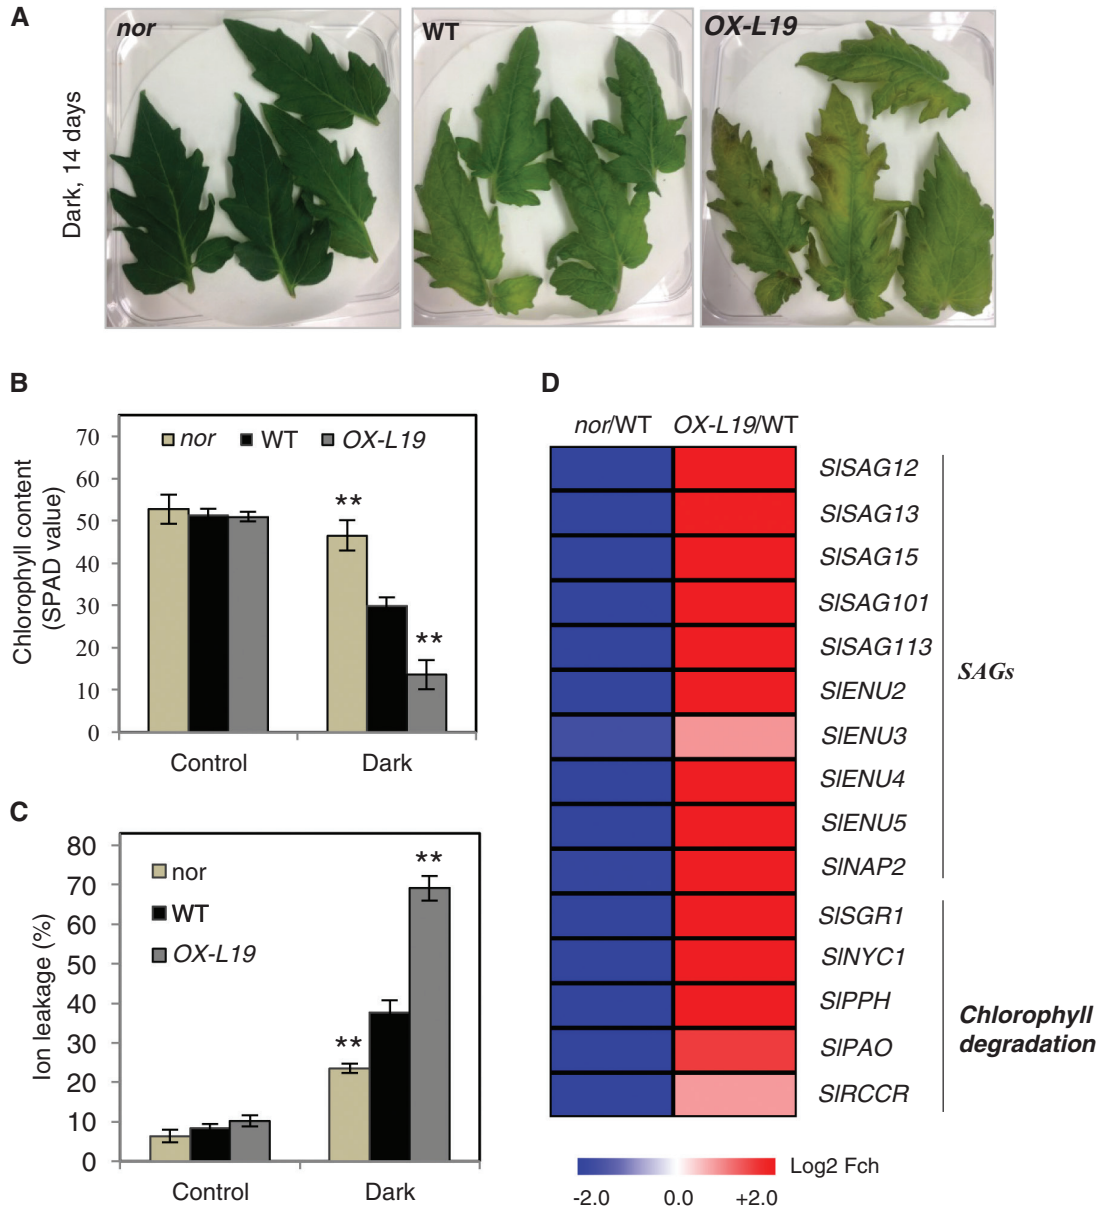 A
nor
WT
OX-L19
Dark, 14 days
B
Chlorophyll content
(SPAD value)
nor
WT
OX-L19
70
60
50
40
30
20
10
0
**
**
Control
Dark
C
Ion leakage (%)
nor
WT
OX-L19
80
70
60
50
40
30
20
10
0
**
**
Control
Dark
D
nor/WT
OX-L19/WT
SlSAG12
SlSAG13
SlSAG15
SlSAG101
SlSAG113
SlENU2
SlENU3
SlENU4
SlENU5
SlNAP2
SAGs
SlSGR1
SlNYC1
SlPPH
SlPAO
SlRCCR
Chlorophyll
degradation
Log2 Fch
-2.0
0.0
+2.0